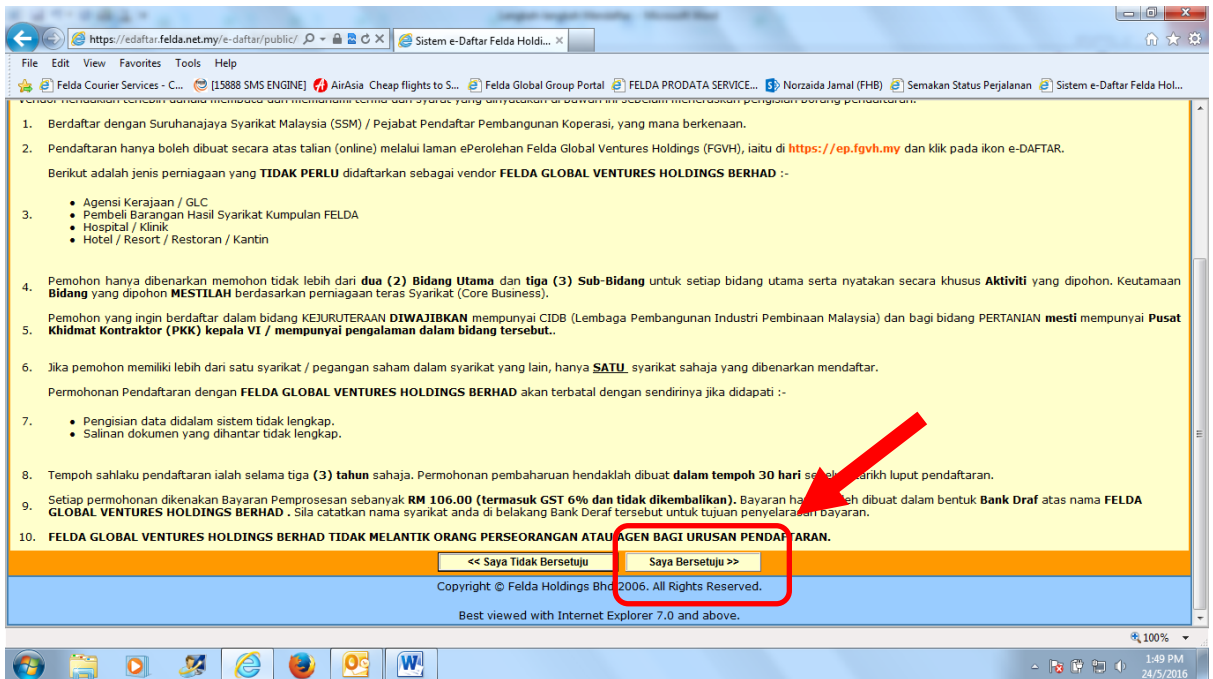 https://edaftar.felda.net.my/e-daftar/public/
Sistem e-Daftar Felda Holdi...
File Edit View Favorites Tools Help
Felda Courier Services - C... [15888 SMS ENGINE] AirAsia Cheap flights to S... Felda Global Group Portal FELDA PRODATA SERVICE... Norzaida Jamal (FHB) Semakan Status Perjalanan Sistem e-Daftar Felda Hol...
1. Berdaftar dengan Suruhanajaya Syarikat Malaysia (SSM) / Pejabat Pendaftar Pembangunan Koperasi, yang mana berkenaan.
2. Pendaftaran hanya boleh dibuat secara atas talian (online) melalui laman ePerolehan Felda Global Ventures Holdings (FGVH), iaitu di https://ep.fgvh.my dan klik pada ikon e-DAFTAR.
Berikut adalah jenis perniagaan yang TIDAK PERLU didaftarkan sebagai vendor FELDA GLOBAL VENTURES HOLDINGS BERHAD :-
• Agensi Kerajaan / GLC
3. • Pembeli Barangan Hasil Syarikat Kumpulan FELDA
• Hospital / Klinik
• Hotel / Resort / Restoran / Kantin
4. Pemohon hanya dibenarkan memohon tidak lebih dari dua (2) Bidang Utama dan tiga (3) Sub-Bidang untuk setiap bidang utama serta nyatakan secara khusus Aktiviti yang dipohon. Keutamaan
Bidang yang dipohon MESTILAH berdasarkan perniagaan teras Syarikat (Core Business).
Pemohon yang ingin berdaftar dalam bidang KEJURUTERAAN DIWAJIBKAN mempunyai CIDB (Lembaga Pembangunan Industri Pembinaan Malaysia) dan bagi bidang PERTANIAN mesti mempunyai Pusat
5. Khidmat Kontraktor (PKK) kepala VI / mempunyai pengalaman dalam bidang tersebut..
6. Jika pemohon memiliki lebih dari satu syarikat / pegangan saham dalam syarikat yang lain, hanya SATU syarikat sahaja yang dibenarkan mendaftar.
Permohonan Pendaftaran dengan FELDA GLOBAL VENTURES HOLDINGS BERHAD akan terbatal dengan sendirinya jika didapati :-
7. • Pengisian data didalam sistem tidak lengkap.
• Salinan dokumen yang dihantar tidak lengkap.
8. Tempoh sahlaku pendaftaran ialah selama tiga (3) tahun sahaja. Permohonan pembaharuan hendaklah dibuat dalam tempoh 30 hari luput pendaftaran.
9. Setiap permohonan dikenakan Bayaran Pemprosesan sebanyak RM 106.00 (termasuk GST 6% dan tidak dikembalikan). Bayaran dibuat dalam bentuk Bank Draf atas nama FELDA
GLOBAL VENTURES HOLDINGS BERHAD . Sila catatkan nama syarikat anda di belakang Bank Deraf tersebut untuk tujuan penyelarasan bayaran.
10. FELDA GLOBAL VENTURES HOLDINGS BERHAD TIDAK MELANTIK ORANG PERSEORANGAN ATAU AGEN BAGI URUSAN PENDAFTARAN.
<< Saya Tidak Bersetuju Saya Bersetuju >>
Copyright © Felda Holdings Bhd 2006. All Rights Reserved.
Best viewed with Internet Explorer 7.0 and above.
100%
1:49 PM
24/5/2016